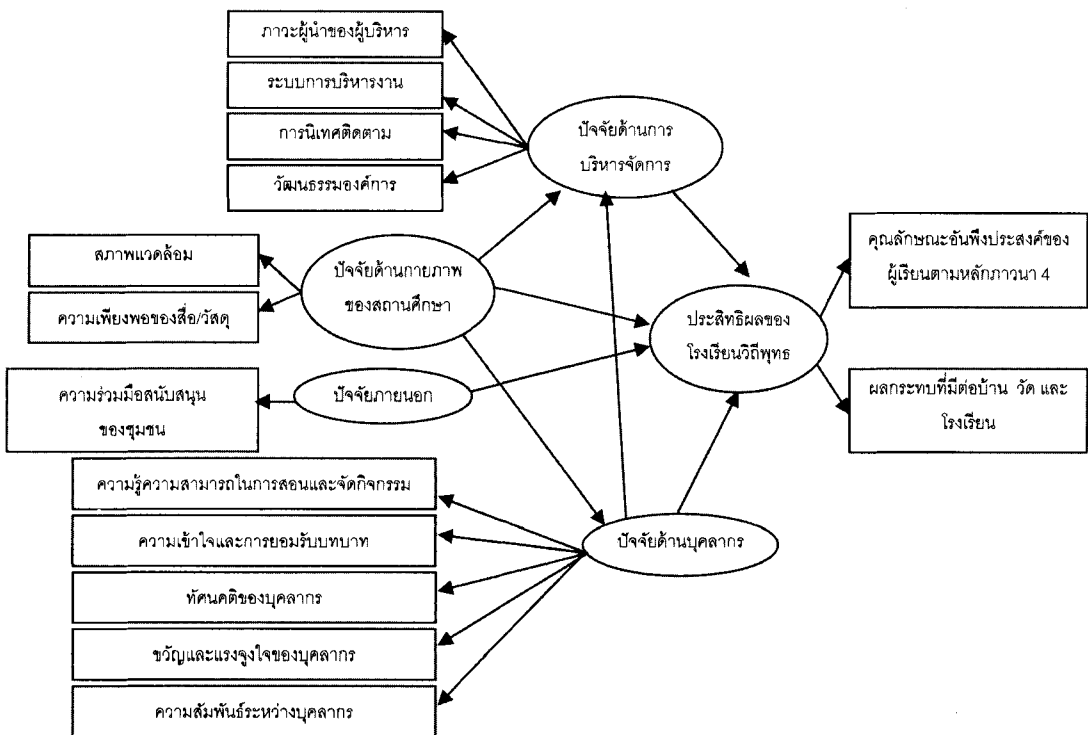 ภาวะผู้นำของผู้บริหาร
ระบบการบริหารงาน
การนิเทศติดตาม
วัฒนธรรมองค์การ
ปัจจัยด้านการ
บริหารจัดการ
สภาพแวดล้อม
ความเพียงพอของสื่อ/วัสดุ
ปัจจัยด้านกายภาพ
ของสถานศึกษา
ประสิทธิผลของ
โรงเรียนวิถีพุทธ
คุณลักษณะอันพึงประสงค์ของ
ผู้เรียนตามหลักภาวนา 4
ความร่วมมือสนับสนุน
ของชุมชน
ปัจจัยภายนอก
ผลกระทบที่มีต่อบ้าน วัด และ
โรงเรียน
ความรู้ความสามารถในการสอนและจัดกิจกรรม
ความเข้าใจและการยอมรับบทบาท
ทัศนคติของบุคลากร
ขวัญและแรงจูงใจของบุคลากร
ความสัมพันธ์ระหว่างบุคลากร
ปัจจัยด้านบุคลากร